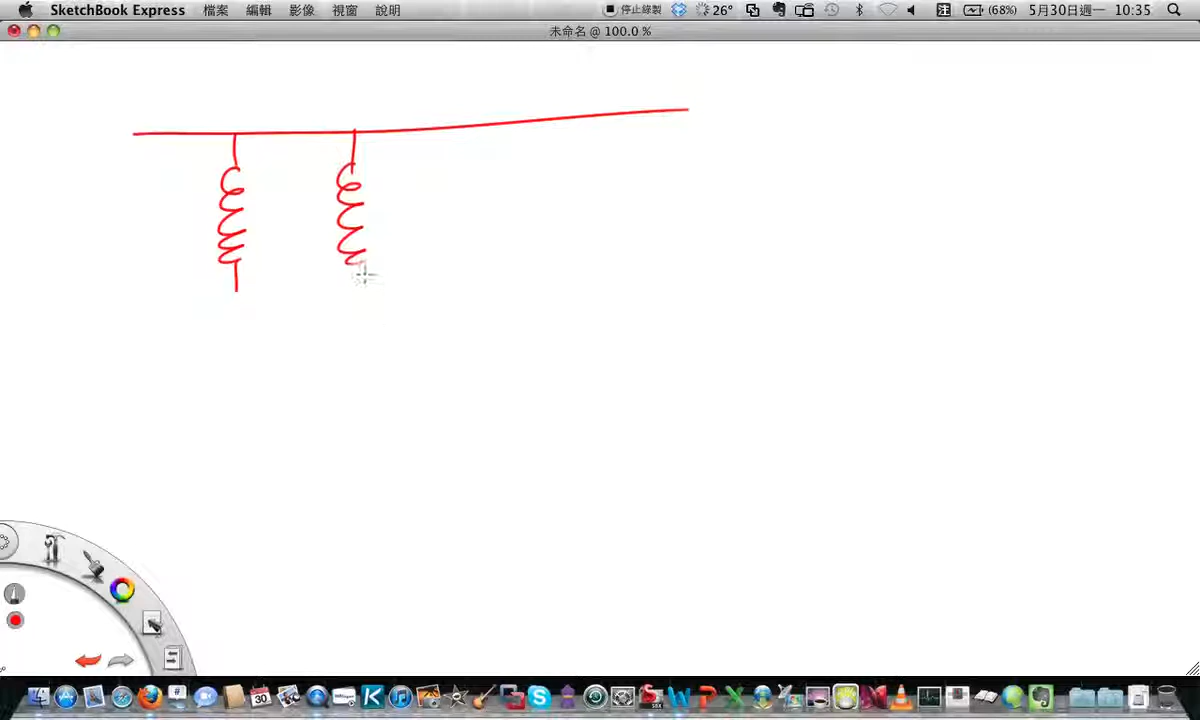 SketchBook Express 檔案 編輯 影像 視窗 說明 停止錄製 26° 注 (68%) 5月30日週一 10:35
未命名 @ 100.0 %